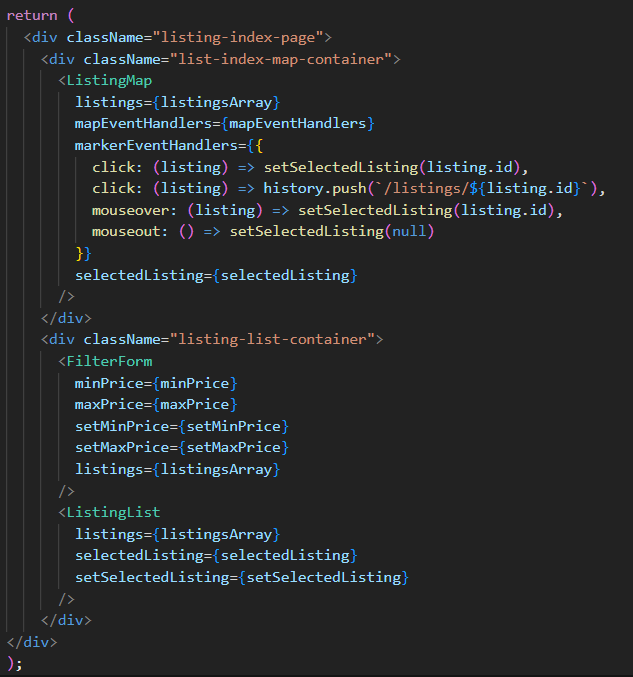 return (
<div className="listing-index-page">
<div className="list-index-map-container">
<ListingMap
listings={listingsArray}
mapEventHandlers={mapEventHandlers}
markerEventHandlers={{
click: (listing) => setSelectedListing(listing.id),
click: (listing) => history.push(`/listings/${listing.id}`),
mouseover: (listing) => setSelectedListing(listing.id),
mouseout: () => setSelectedListing(null)
}}
selectedListing={selectedListing}
/>
</div>
<div className="listing-list-container">
<FilterForm
minPrice={minPrice}
maxPrice={maxPrice}
setMinPrice={setMinPrice}
setMaxPrice={setMaxPrice}
listings={listingsArray}
/>
<ListingList
listings={listingsArray}
selectedListing={selectedListing}
setSelectedListing={setSelectedListing}
/>
</div>
</div>
);